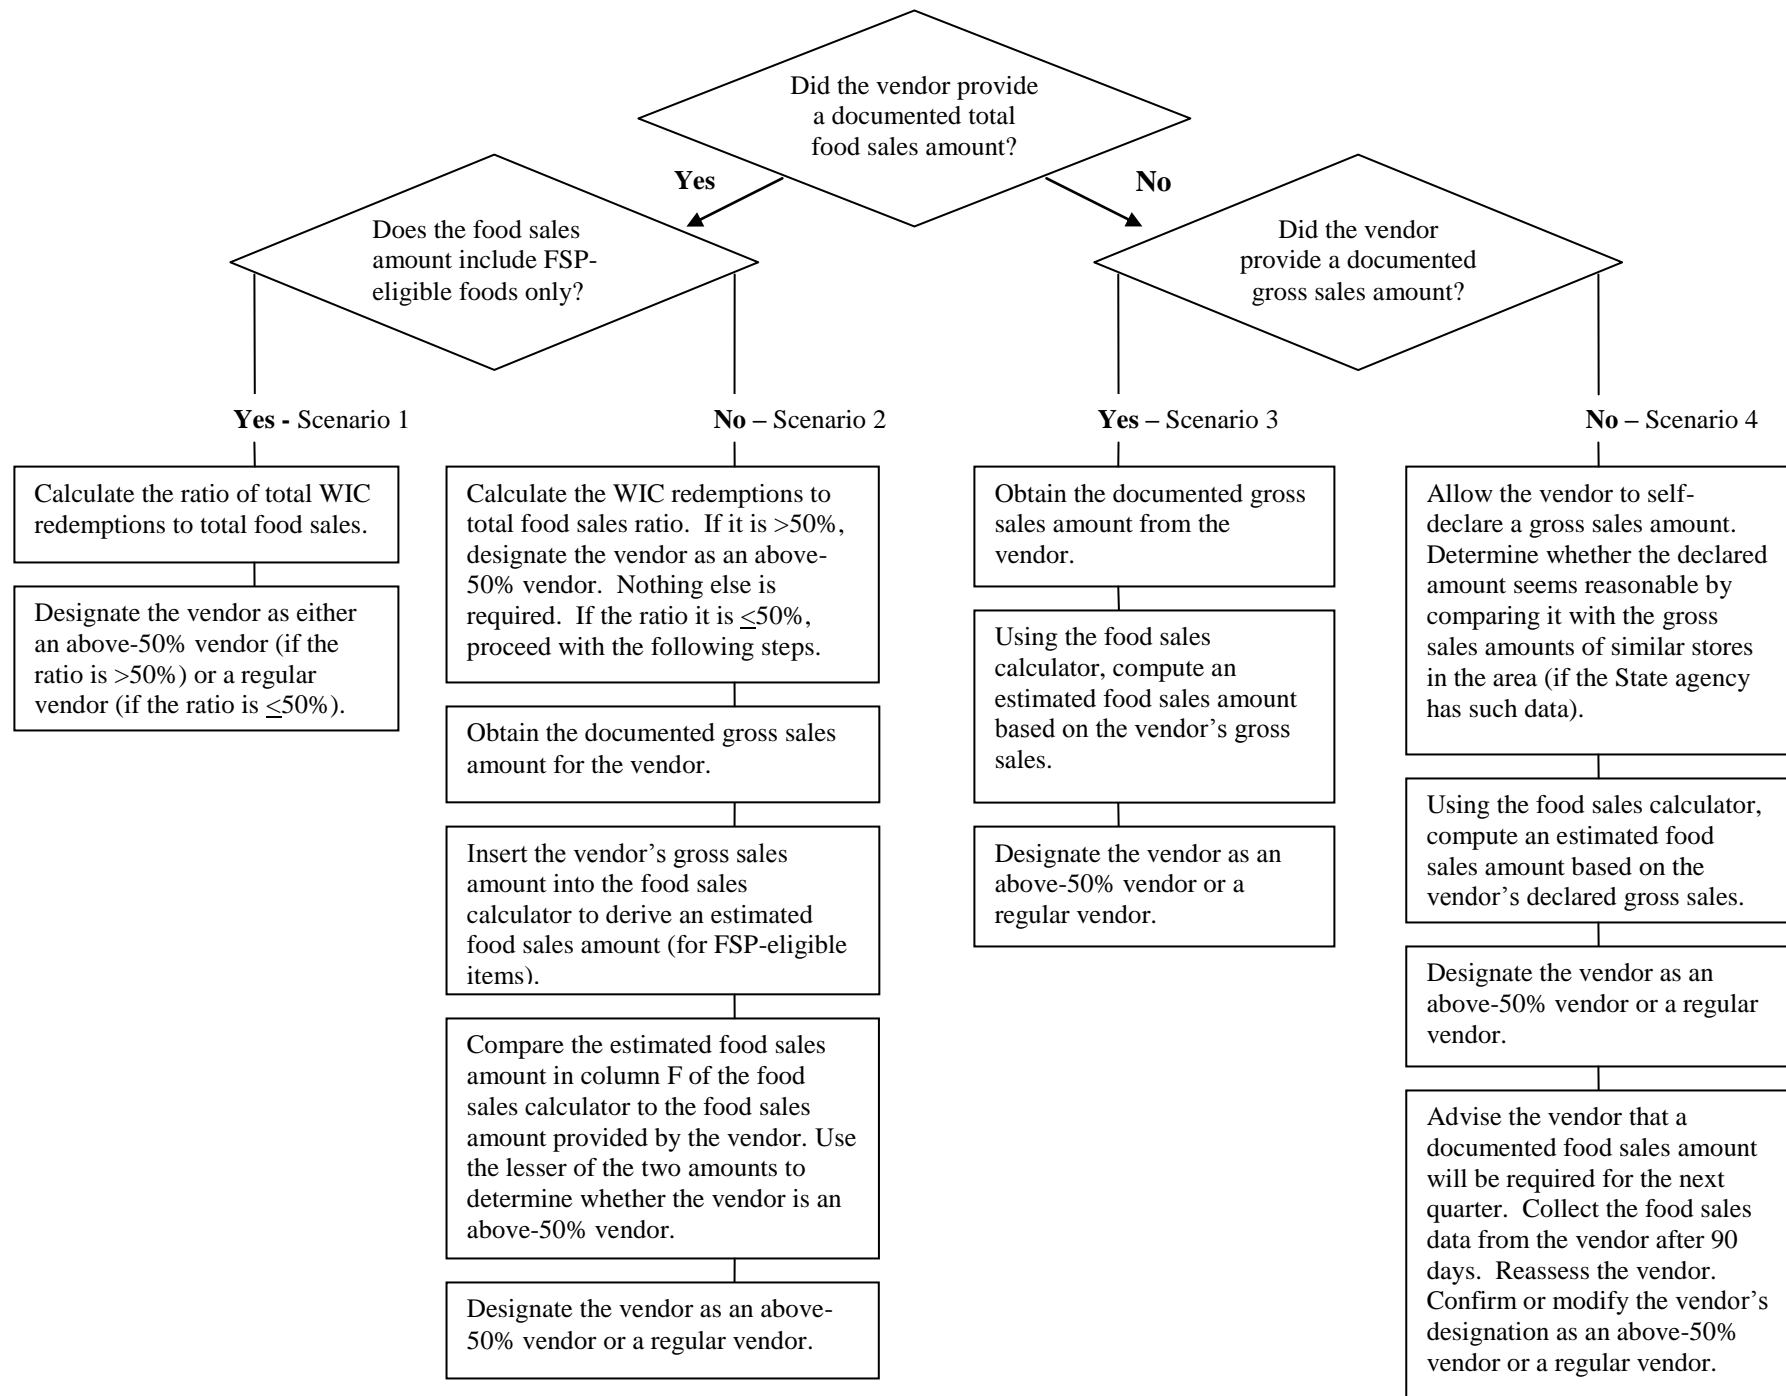 Did the vendor provide
a documented total
food sales amount?
Yes
No
Does the food sales
amount include FSP-
eligible foods only?
Did the vendor
provide a documented
gross sales amount?
Yes - Scenario 1
No – Scenario 2
Yes – Scenario 3
No – Scenario 4
Calculate the ratio of total WIC
redemptions to total food sales.
Designate the vendor as either
an above-50% vendor (if the
ratio is >50%) or a regular
vendor (if the ratio is <50%).
Calculate the WIC redemptions to
total food sales ratio.  If it is >50%,
designate the vendor as an above-
50% vendor.  Nothing else is
required.  If the ratio it is <50%,
proceed with the following steps.
Obtain the documented gross sales
amount for the vendor.
Insert the vendor's gross sales
amount into the food sales
calculator to derive an estimated
food sales amount (for FSP-eligible
items).
Compare the estimated food sales
amount in column F of the food
sales calculator to the food sales
amount provided by the vendor. Use
the lesser of the two amounts to
determine whether the vendor is an
above-50% vendor.
Designate the vendor as an above-
50% vendor or a regular vendor.
Obtain the documented gross
sales amount from the
vendor.
Using the food sales
calculator, compute an
estimated food sales amount
based on the vendor's gross
sales.
Designate the vendor as an
above-50% vendor or a
regular vendor.
Allow the vendor to self-
declare a gross sales amount.
Determine whether the declared
amount seems reasonable by
comparing it with the gross
sales amounts of similar stores
in the area (if the State agency
has such data).
Using the food sales calculator,
compute an estimated food
sales amount based on the
vendor's declared gross sales.
Designate the vendor as an
above-50% vendor or a regular
vendor.
Advise the vendor that a
documented food sales amount
will be required for the next
quarter.  Collect the food sales
data from the vendor after 90
days.  Reassess the vendor.
Confirm or modify the vendor's
designation as an above-50%
vendor or a regular vendor.